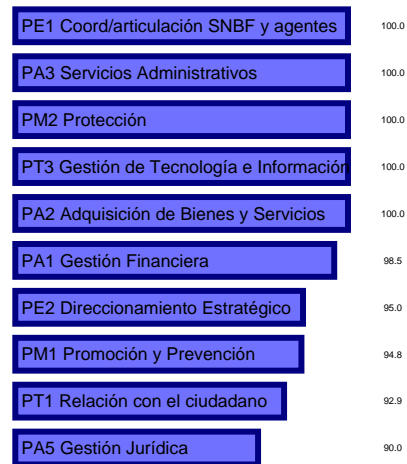 PE1 Coord/articulación SNBF y agentes 100.0
PA3 Servicios Administrativos 100.0
PM2 Protección 100.0
PT3 Gestión de Tecnología e Información 100.0
PA2 Adquisición de Bienes y Servicios 100.0
PA1 Gestión Financiera 98.5
PE2 Direccionamiento Estratégico 95.0
PM1 Promoción y Prevención 94.8
PT1 Relación con el ciudadano 92.9
PA5 Gestión Jurídica 90.0